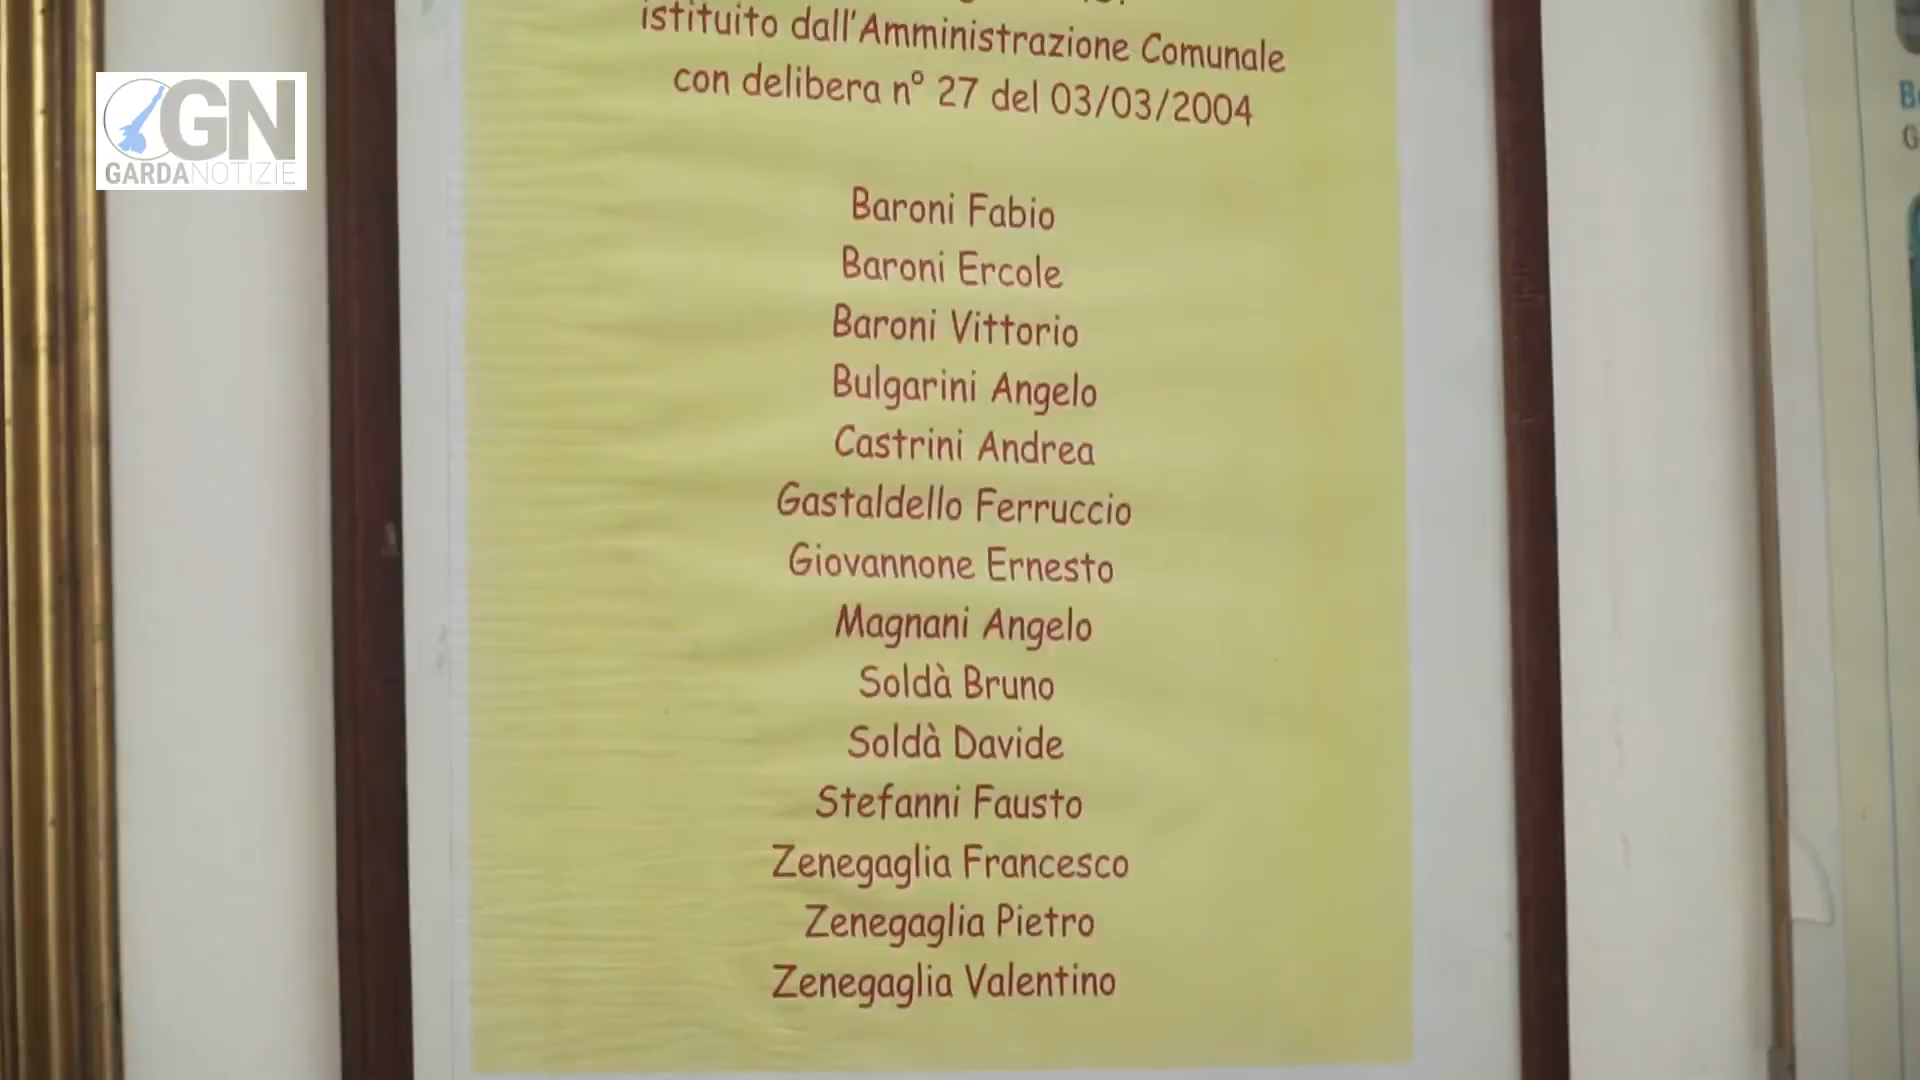 istituito dall'Amministrazione Comunale
con delibera n° 27 del 03/03/2004
GN
GARDANOTIZIE
Baroni Fabio
Baroni Ercole
Baroni Vittorio
Bulgarini Angelo
Castrini Andrea
Gastaldello Ferruccio
Giovannone Ernesto
Magnani Angelo
Soldà Bruno
Soldà Davide
Stefanni Fausto
Zenegaglia Francesco
Zenegaglia Pietro
Zenegaglia Valentino